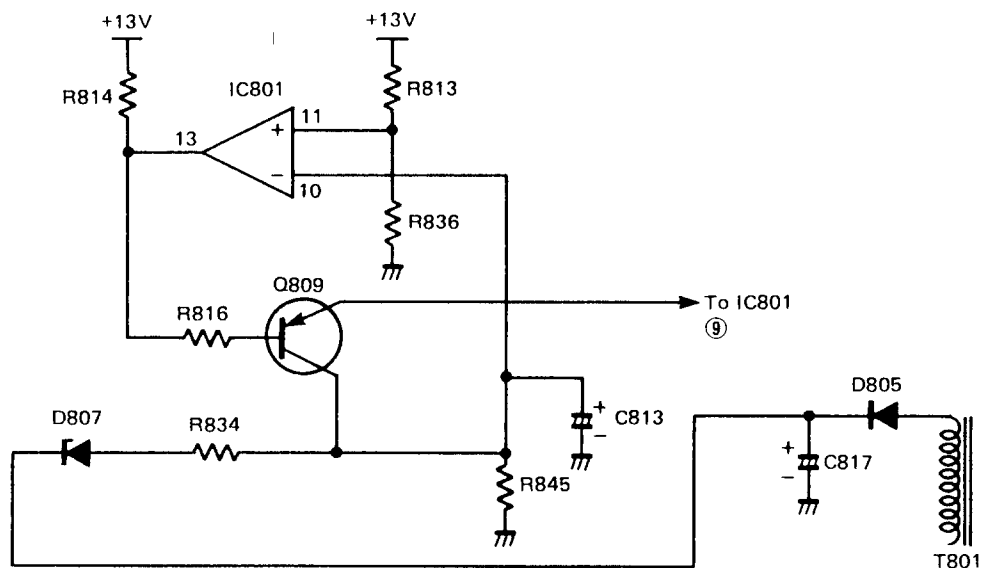 +13V
+13V
R814
IC801
R813
13
+
11
−
10
R836
Q809
To IC801
⑨
R816
D805
D807
R834
+
C813
−
+
C817
−
R845
T801